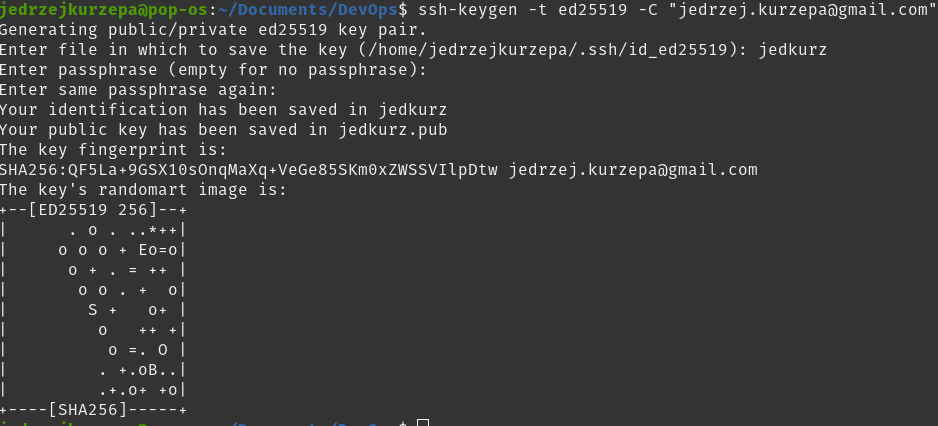 jedrzejkurzepa@pop-os:~/Documents/DevOps$ ssh-keygen -t ed25519 -C "jedrzej.kurzepa@gmail.com"
Generating public/private ed25519 key pair.
Enter file in which to save the key (/home/jedrzejkurzepa/.ssh/id_ed25519): jedkurz
Enter passphrase (empty for no passphrase):
Enter same passphrase again:
Your identification has been saved in jedkurz
Your public key has been saved in jedkurz.pub
The key fingerprint is:
SHA256:QF5La+9GSX10sOnqMaXq+VeGe85SKm0xZWSSVIlpDtw jedrzej.kurzepa@gmail.com
The key's randomart image is:
+--[ED25519 256]--+
|      . o . ..*++|
|     o o o + Eo=o|
|      o + . = ++ |
|       o o . +  o|
|        S +   o+ |
|         o   ++ +|
|          o =. O |
|         . +.oB..|
|         .+.o+ +o|
+----[SHA256]-----+